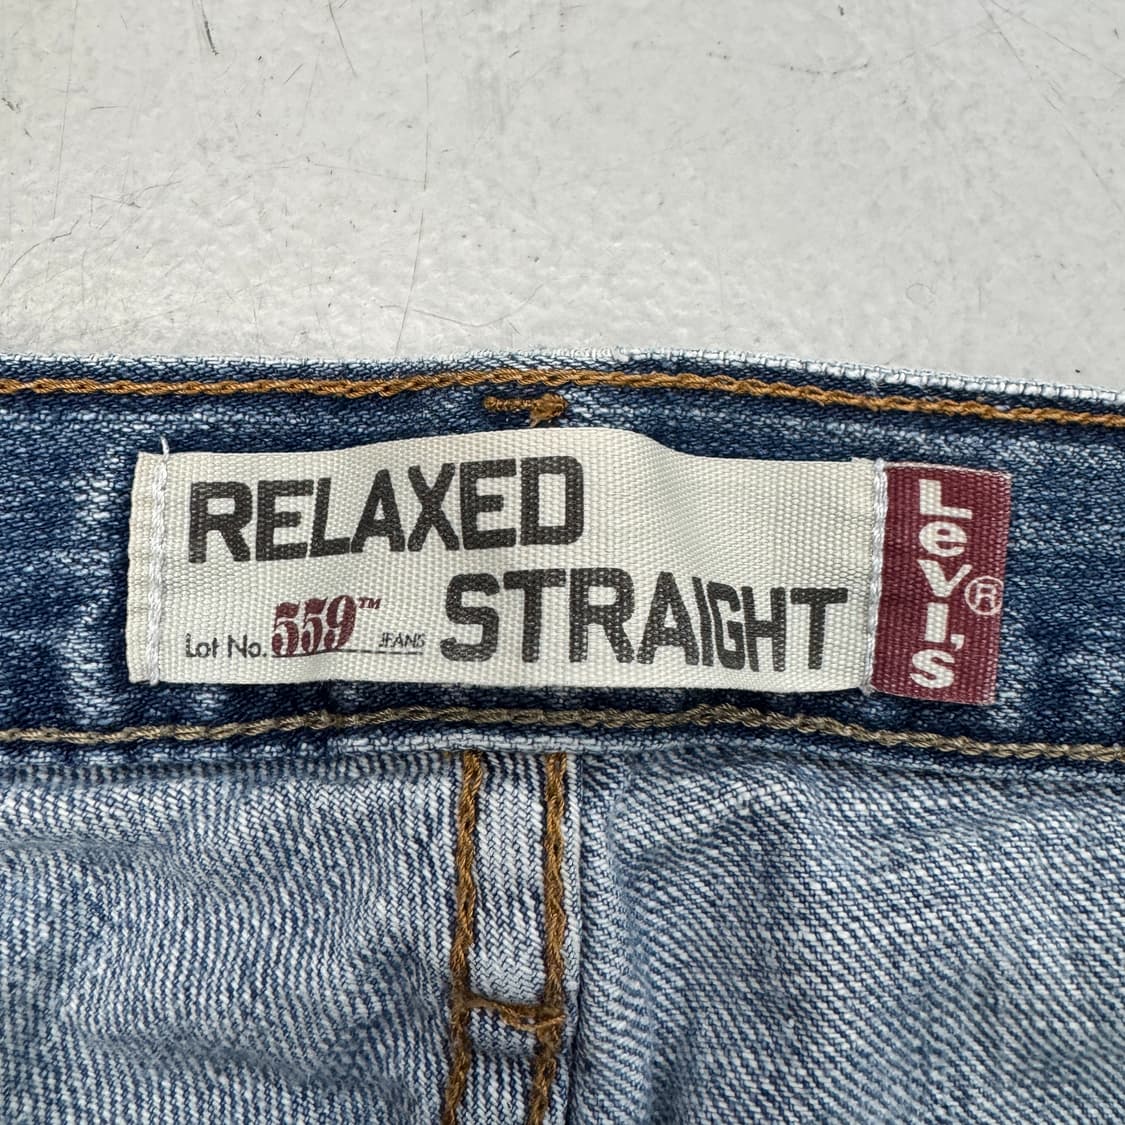 RELAXED
STRAIGHT
Lot No. 559™ JEANS
LeVI'S®